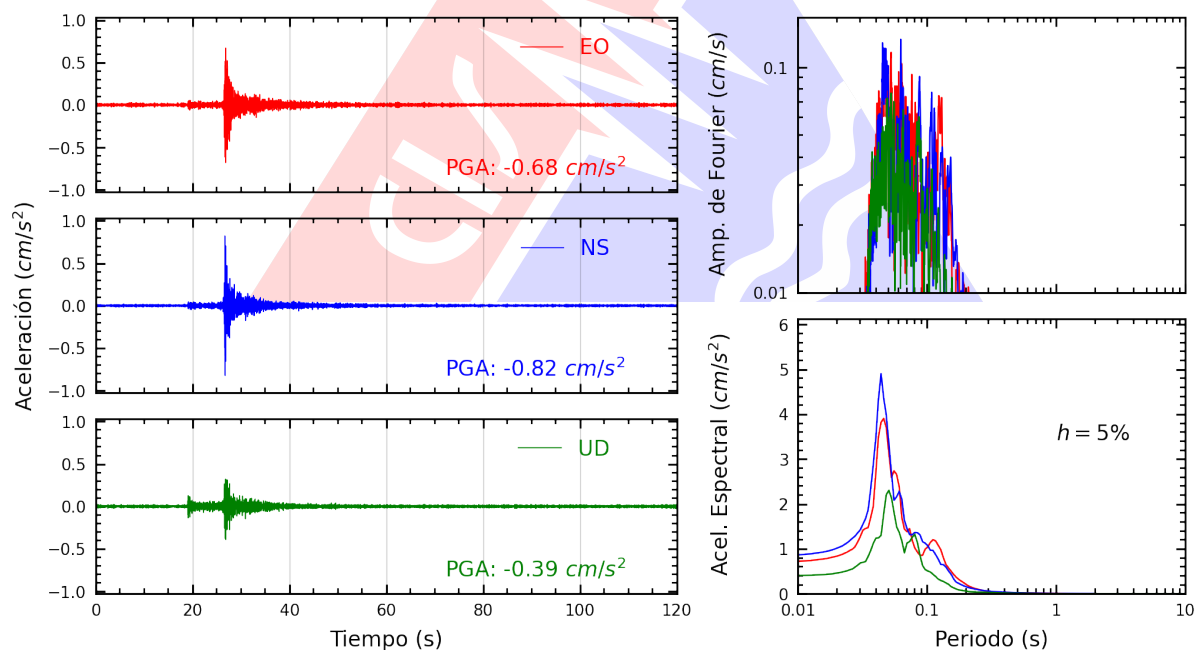 Aceleración (cm/s²)
1.0
0.5
0.0
−0.5
−1.0
EO
PGA: -0.68 cm/s²
1.0
0.5
0.0
−0.5
−1.0
NS
PGA: -0.82 cm/s²
1.0
0.5
0.0
−0.5
−1.0
UD
PGA: -0.39 cm/s²
0 20 40 60 80 100 120
Tiempo (s)
Amp. de Fourier (cm/s)
0.1
0.01
Acel. Espectral (cm/s²)
6
5
4
3
2
1
0
h = 5%
0.01 0.1 1 10
Periodo (s)